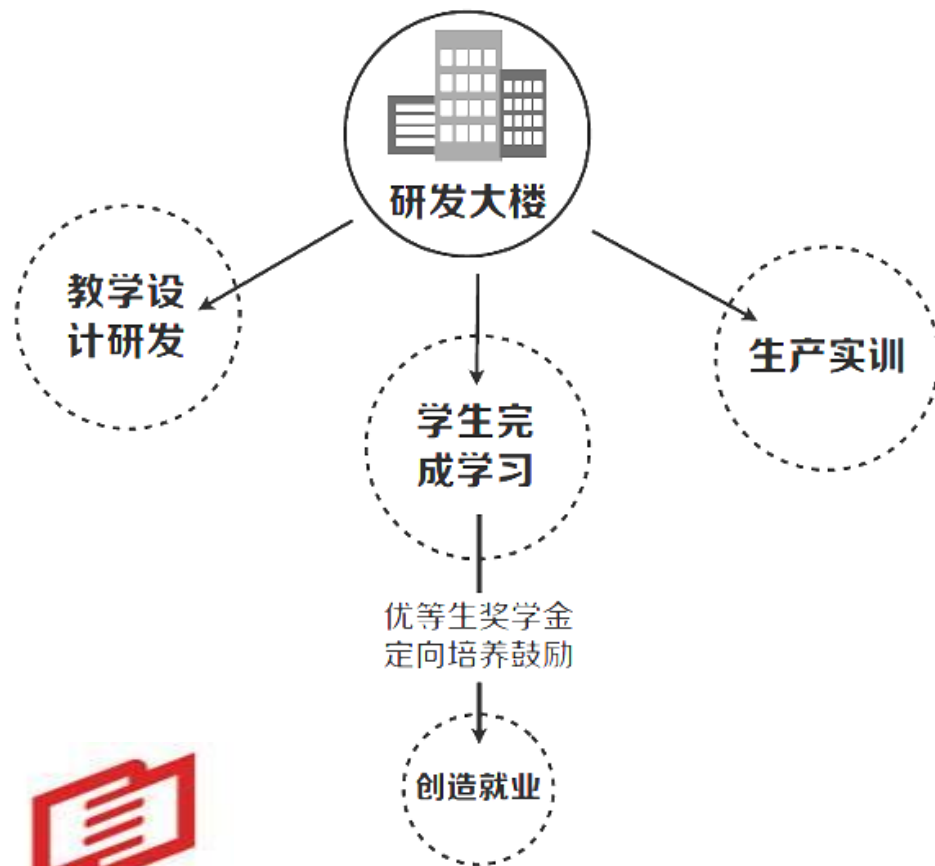 研发大楼
教学设
计研发
生产实训
学生完
成学习
优等生奖学金
定向培养鼓励
创造就业